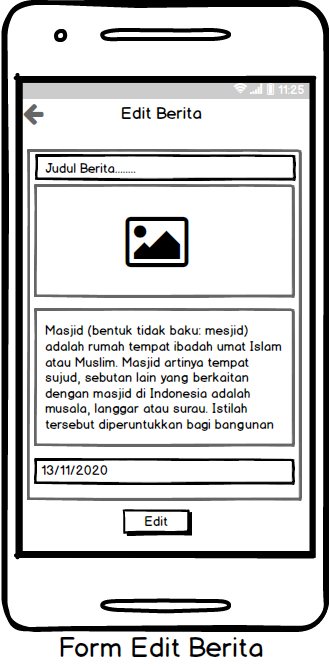 11:25
Edit Berita
Judul Berita........
Masjid (bentuk tidak baku: mesjid)
adalah rumah tempat ibadah umat Islam
atau Muslim. Masjid artinya tempat
sujud, sebutan lain yang berkaitan
dengan masjid di Indonesia adalah
musala, langgar atau surau. Istilah
tersebut diperuntukkan bagi bangunan
13/11/2020
Edit
Form Edit Berita